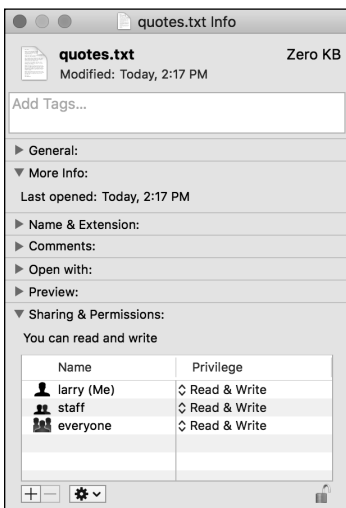 quotes.txt Info
quotes.txt Zero KB
Modified: Today, 2:17 PM
Add Tags...
General:
More Info:
Last opened: Today, 2:17 PM
Name & Extension:
Comments:
Open with:
Preview:
Sharing & Permissions:
You can read and write
Name Privilege
larry (Me) Read & Write
staff Read & Write
everyone Read & Write